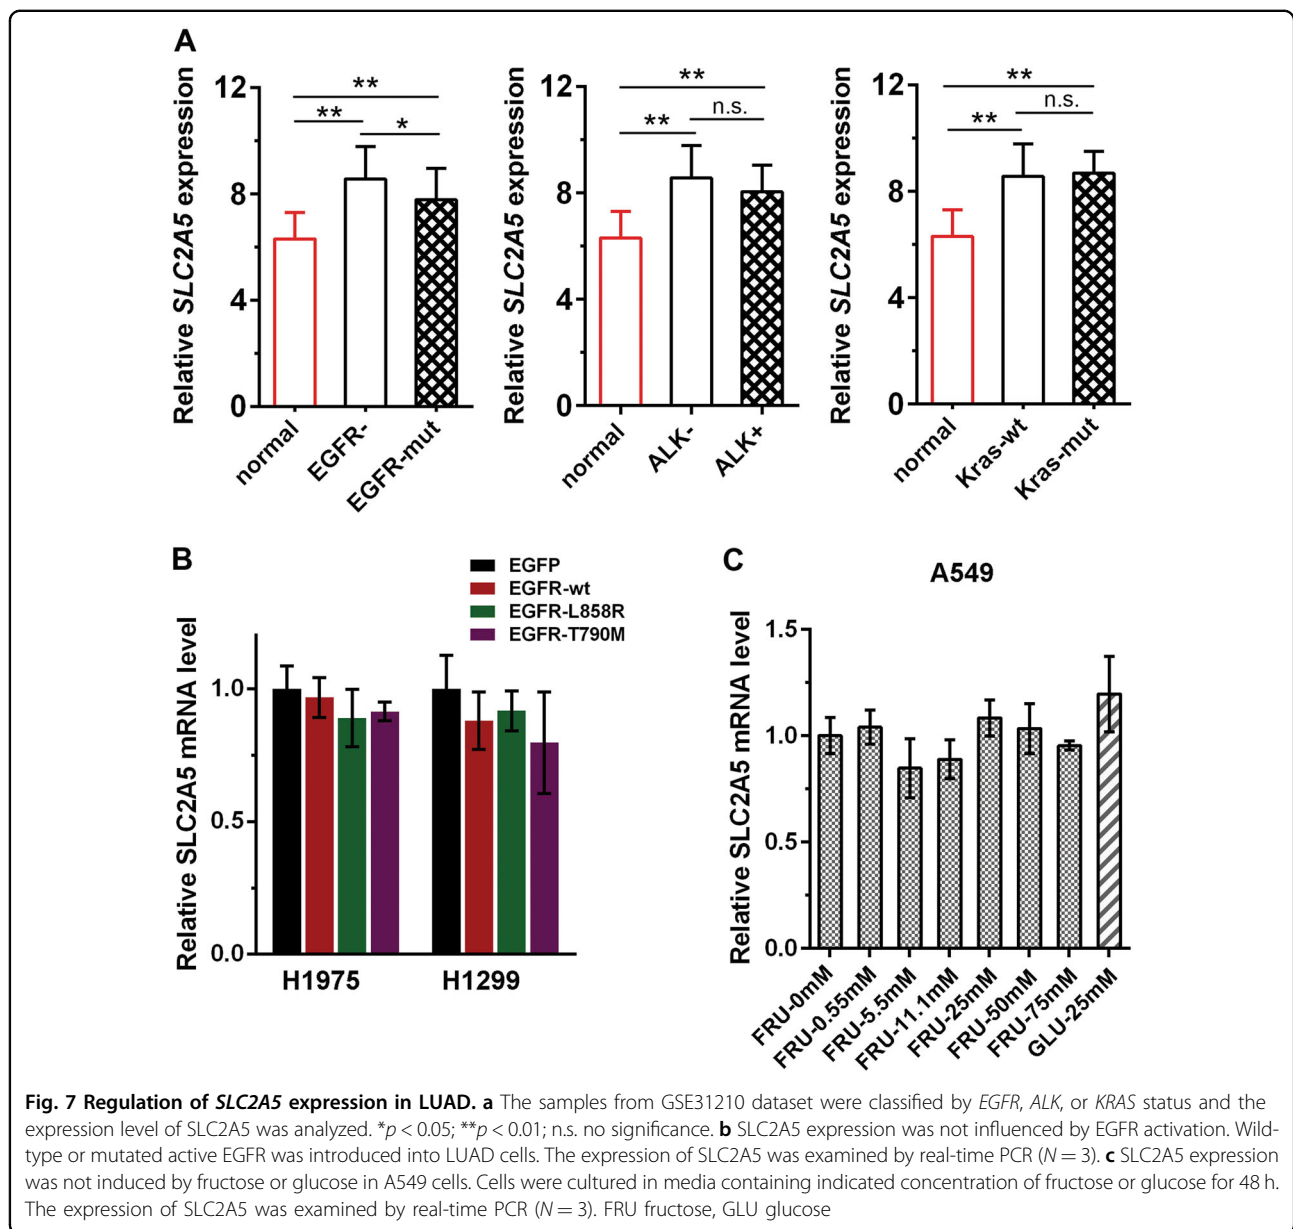 A
Relative SLC2A5 expression
12
8
4
0
**
**
*
normal
EGFR-
EGFR-mut
Relative SLC2A5 expression
12
8
4
0
**
n.s.
**
normal
ALK-
ALK+
Relative SLC2A5 expression
12
8
4
0
**
n.s.
**
normal
Kras-wt
Kras-mut
B
EGFP
EGFR-wt
EGFR-L858R
EGFR-T790M
Relative SLC2A5 mRNA level
1.0
0.5
0.0
H1975 H1299
C
A549
Relative SLC2A5 mRNA level
1.5
1.0
0.5
0.0
FRU-0mM
FRU-0.55mM
FRU-5.5mM
FRU-11.1mM
FRU-25mM
FRU-50mM
FRU-75mM
GLU-25mM
Fig. 7 Regulation of SLC2A5 expression in LUAD. a The samples from GSE31210 dataset were classified by EGFR, ALK, or KRAS status and the
expression level of SLC2A5 was analyzed. *p < 0.05; **p < 0.01; n.s. no significance. b SLC2A5 expression was not influenced by EGFR activation. Wild-
type or mutated active EGFR was introduced into LUAD cells. The expression of SLC2A5 was examined by real-time PCR (N = 3). c SLC2A5 expression
was not induced by fructose or glucose in A549 cells. Cells were cultured in media containing indicated concentration of fructose or glucose for 48 h.
The expression of SLC2A5 was examined by real-time PCR (N = 3). FRU fructose, GLU glucose